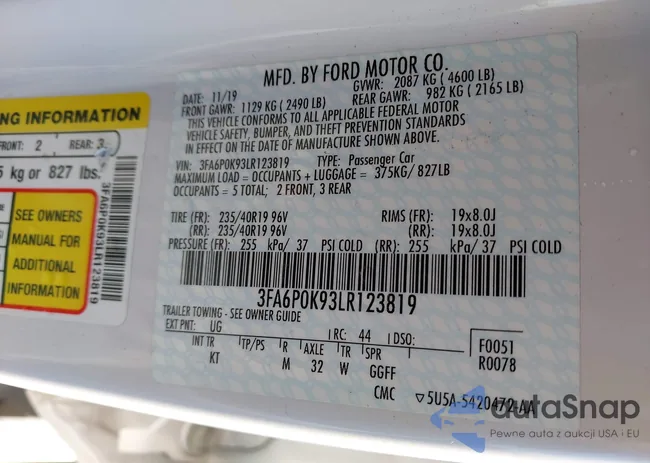 NG INFORMATION
FRONT: 2 REAR: 3
5 kg or 827 lbs.
SEE OWNERS
MANUAL FOR
ADDITIONAL
INFORMATION
3FA6P0K93LR123819
MFD. BY FORD MOTOR CO.
DATE: 11/19 GVWR: 2087 KG (4600 LB)
FRONT GAWR: 1129 KG (2490 LB) REAR GAWR: 982 KG (2165 LB)
THIS VEHICLE CONFORMS TO ALL APPLICABLE FEDERAL MOTOR
VEHICLE SAFETY, BUMPER, AND THEFT PREVENTION STANDARDS
IN EFFECT ON THE DATE OF MANUFACTURE SHOWN ABOVE.
VIN: 3FA6P0K93LR123819 TYPE: Passenger Car
MAXIMUM LOAD = OCCUPANTS + LUGGAGE = 375KG/ 827LB
OCCUPANTS = 5 TOTAL; 2 FRONT, 3 REAR
TIRE (FR): 235/40R19 96V RIMS (FR): 19x8.0J
(RR): 235/40R19 96V (RR): 19x8.0J
PRESSURE (FR): 255 kPa/ 37 PSI COLD (RR): 255 kPa/ 37 PSI COLD
3FA6P0K93LR123819
TRAILER TOWING - SEE OWNER GUIDE
EXT PNT: UG RC: 44 DSO: F0051
R0078
INT TR TP/PS R AXLE TR SPR
KT M 32 W GGFF
CMC 5U5A-5420472-AA
autoSnap
Pewne auta z aukcji USA i EU